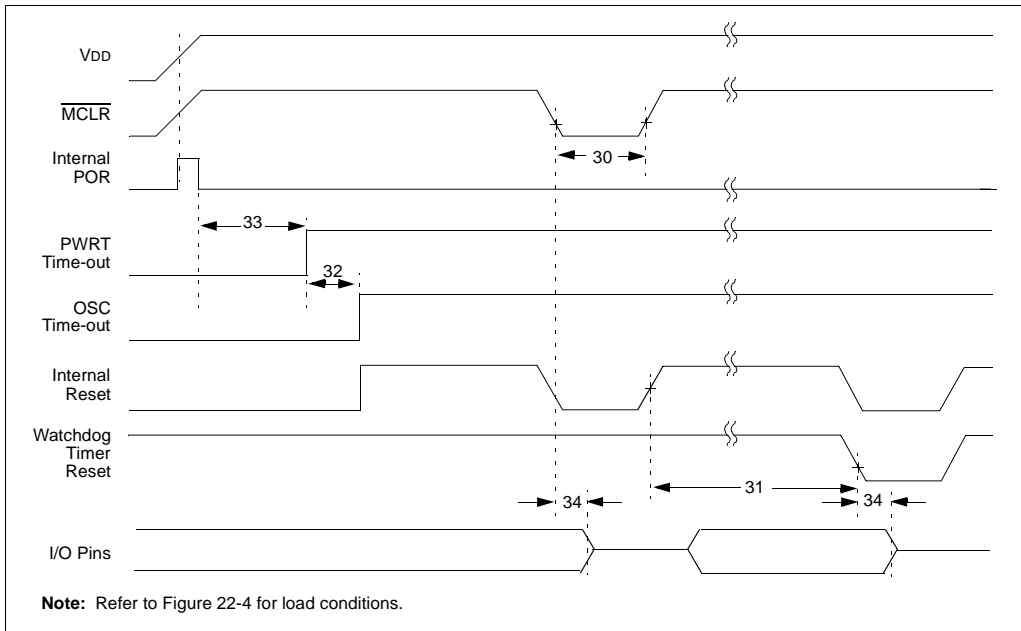 VDD
MCLR
30
Internal
POR
33
PWRT
Time-out
32
OSC
Time-out
Internal
Reset
Watchdog
Timer
Reset
31
34
34
I/O Pins
Note: Refer to Figure 22-4 for load conditions.